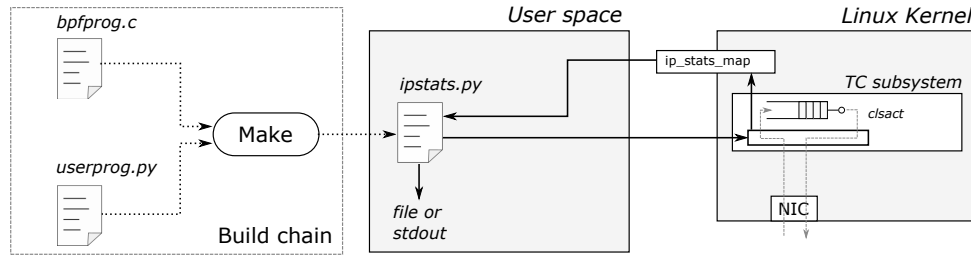 bpfprog.c
userprog.py
Make
Build chain
User space
ipstats.py
file or
stdout
Linux Kernel
ip_stats_map
TC subsystem
clsact
NIC